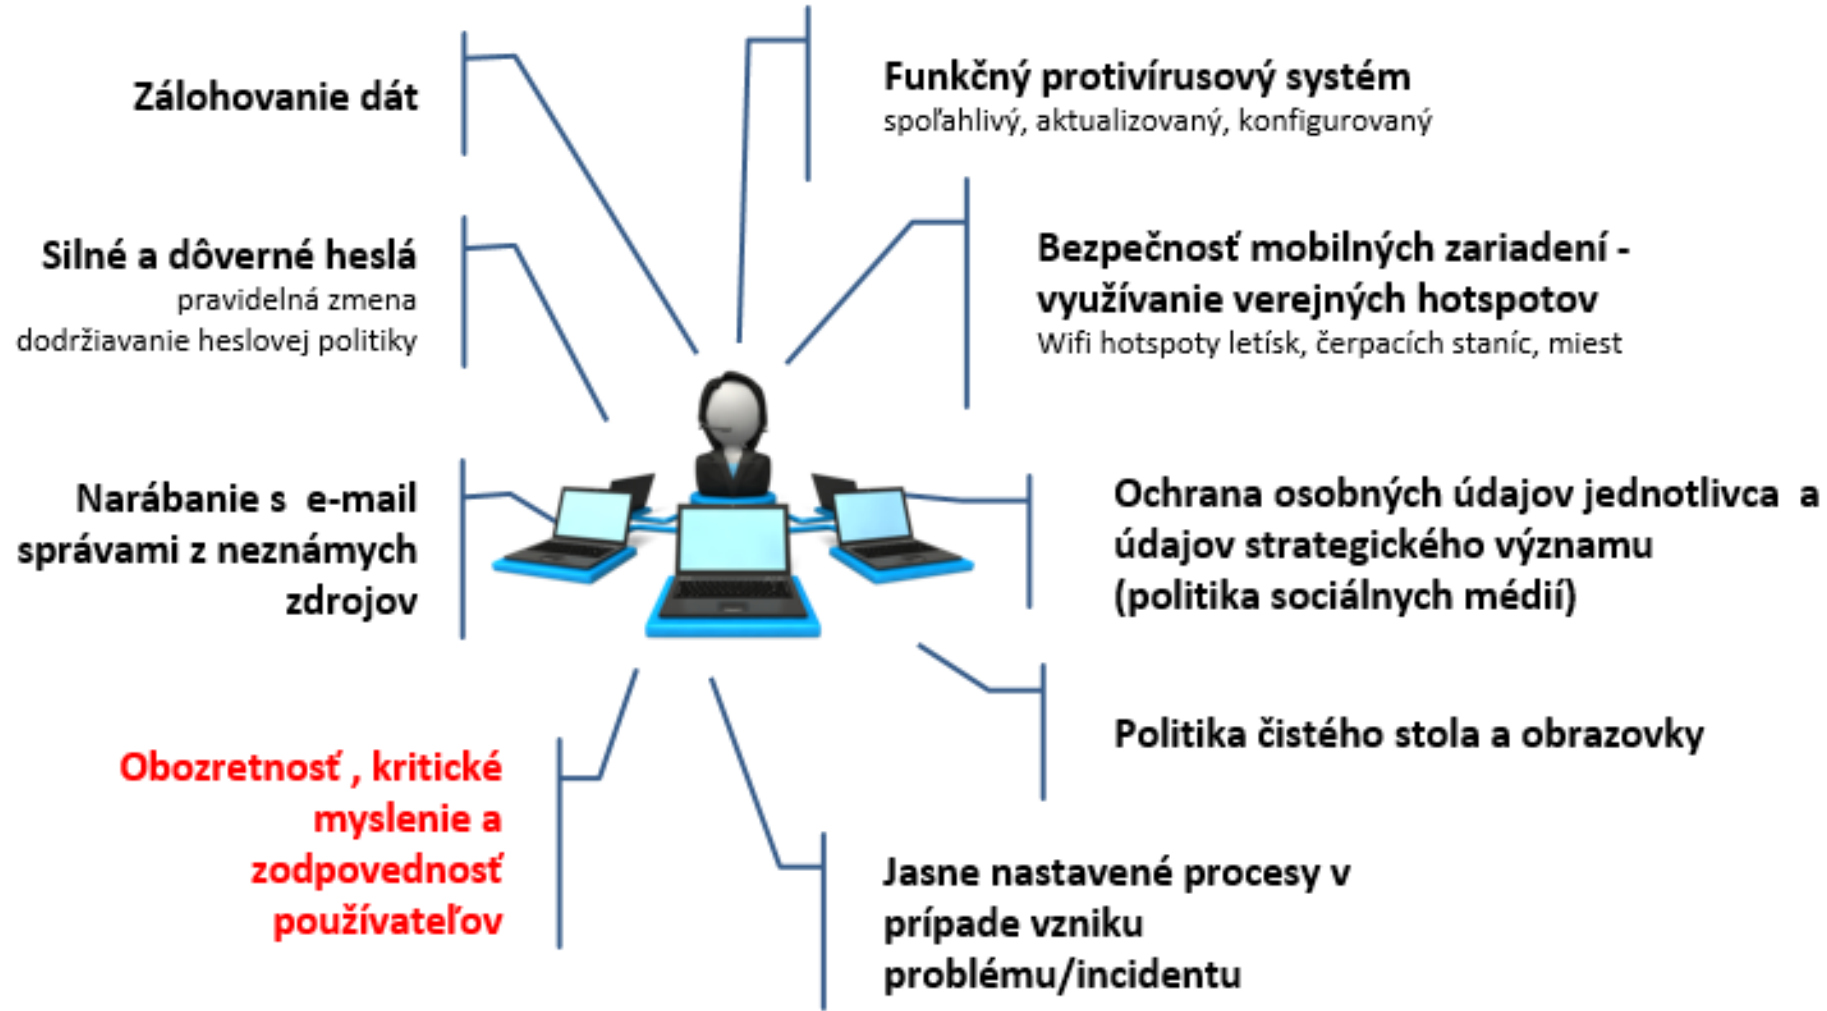 Zálohovanie dát
Funkčný protivírusový systém
spoľahlivý, aktualizovaný, konfigurovaný
Silné a dôverné heslá
pravidelná zmena
dodržiavanie heslovej politiky
Bezpečnosť mobilných zariadení -
využívanie verejných hotspotov
Wifi hotspoty letísk, čerpacích staníc, miest
Narábanie s  e-mail
správami z neznámych
zdrojov
Ochrana osobných údajov jednotlivca  a
údajov strategického významu
(politika sociálnych médií)
Politika čistého stola a obrazovky
Obozretnosť , kritické
myslenie a
zodpovednosť
používateľov
Jasne nastavené procesy v
prípade vzniku
problému/incidentu